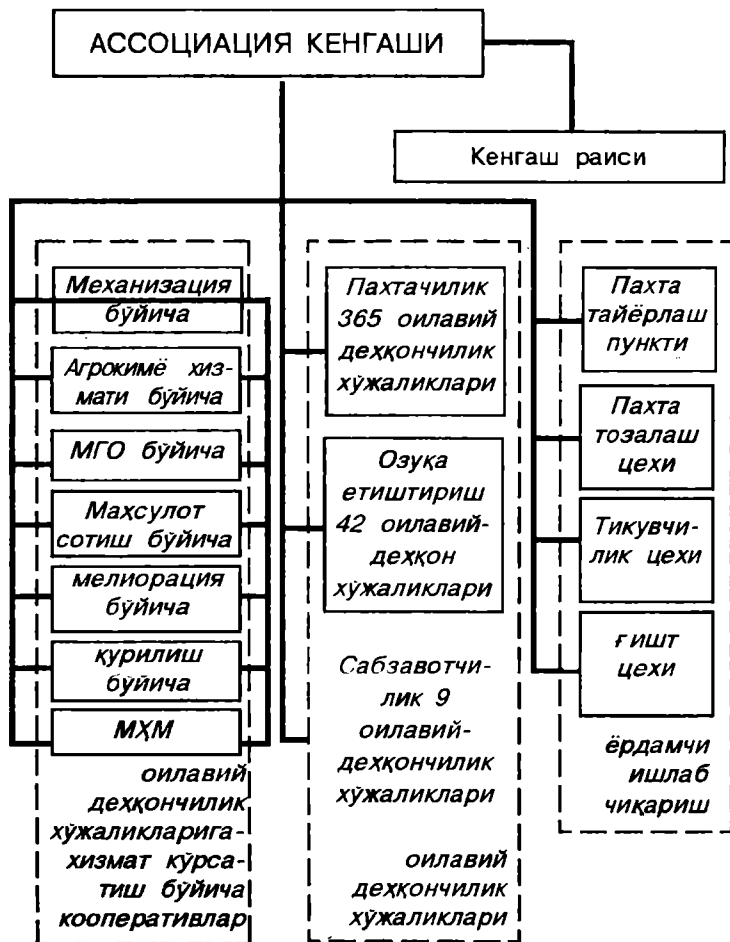 АССОЦИАЦИЯ КЕНГАШИ
Кенгаш раиси
Механизация
бўйича
Агрокимё хиз-
мати бўйича
МГО бўйича
Маҳсулот
сотиш бўйича
мелиорация
бўйича
қурилиш
бўйича
МҲМ
оилавий
деҳқончилик
хўжаликларига-
хизмат кўрса-
тиш бўйича
кооперативлар
Пахтачилик
365 оилавий
деҳқончилик
хўжаликлари
Озуқа
етиштириш
42 оилавий-
деҳқон
хўжаликлари
Сабзавотчи-
лик 9
оилавий-
деҳқончилик
хўжаликлари
оилавий
деҳқончилик
хўжаликлари
Пахта
тайёрлаш
пункти
Пахта
тозалаш
цехи
Тикувчи-
лик цехи
ғишт
цехи
ёрдамчи
ишлаб
чиқариш